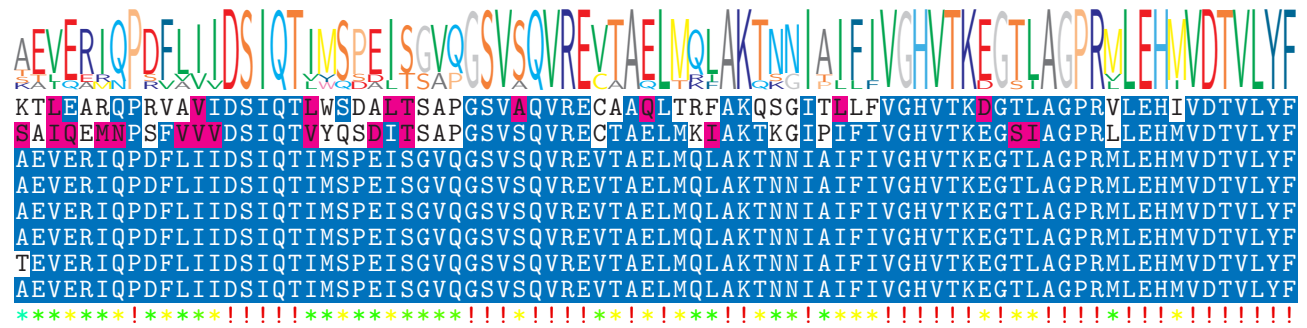 AEVERIQPDFLIIDSIQTIMSPEISGVQGSVSQVREVTAELMQLAKTNNIAIFIVGHVTKEGTLAGPRMLEHMVDTVLYF
KTLEARQPRVAVIDSIQTLWSDALTSAPGSVAQVRECAAQLTRFAKQSGITLLFVGHVTKDGTLAGPRVLEHIVDTVLYF
SAIQEMNPSFVVVDSIQTVYQSDITSAPGSVSQVRECTAELMKIAKTKGIPIFIVGHVTKEGSIAGPRLLEHMVDTVLYF
AEVERIQPDFLIIDSIQTIMSPEISGVQGSVSQVREVTAELMQLAKTNNIAIFIVGHVTKEGTLAGPRMLEHMVDTVLYF
AEVERIQPDFLIIDSIQTIMSPEISGVQGSVSQVREVTAELMQLAKTNNIAIFIVGHVTKEGTLAGPRMLEHMVDTVLYF
AEVERIQPDFLIIDSIQTIMSPEISGVQGSVSQVREVTAELMQLAKTNNIAIFIVGHVTKEGTLAGPRMLEHMVDTVLYF
AEVERIQPDFLIIDSIQTIMSPEISGVQGSVSQVREVTAELMQLAKTNNIAIFIVGHVTKEGTLAGPRMLEHMVDTVLYF
TEVERIQPDFLIIDSIQTIMSPEISGVQGSVSQVREVTAELMQLAKTNNIAIFIVGHVTKEGTLAGPRMLEHMVDTVLYF
AEVERIQPDFLIIDSIQTIMSPEISGVQGSVSQVREVTAELMQLAKTNNIAIFIVGHVTKEGTLAGPRMLEHMVDTVLYF
*******!*****!!!!!**********!!!*!!!!**!*!***!!***!****!!!!!!*!**!!!!*!!!*!!!!!!!